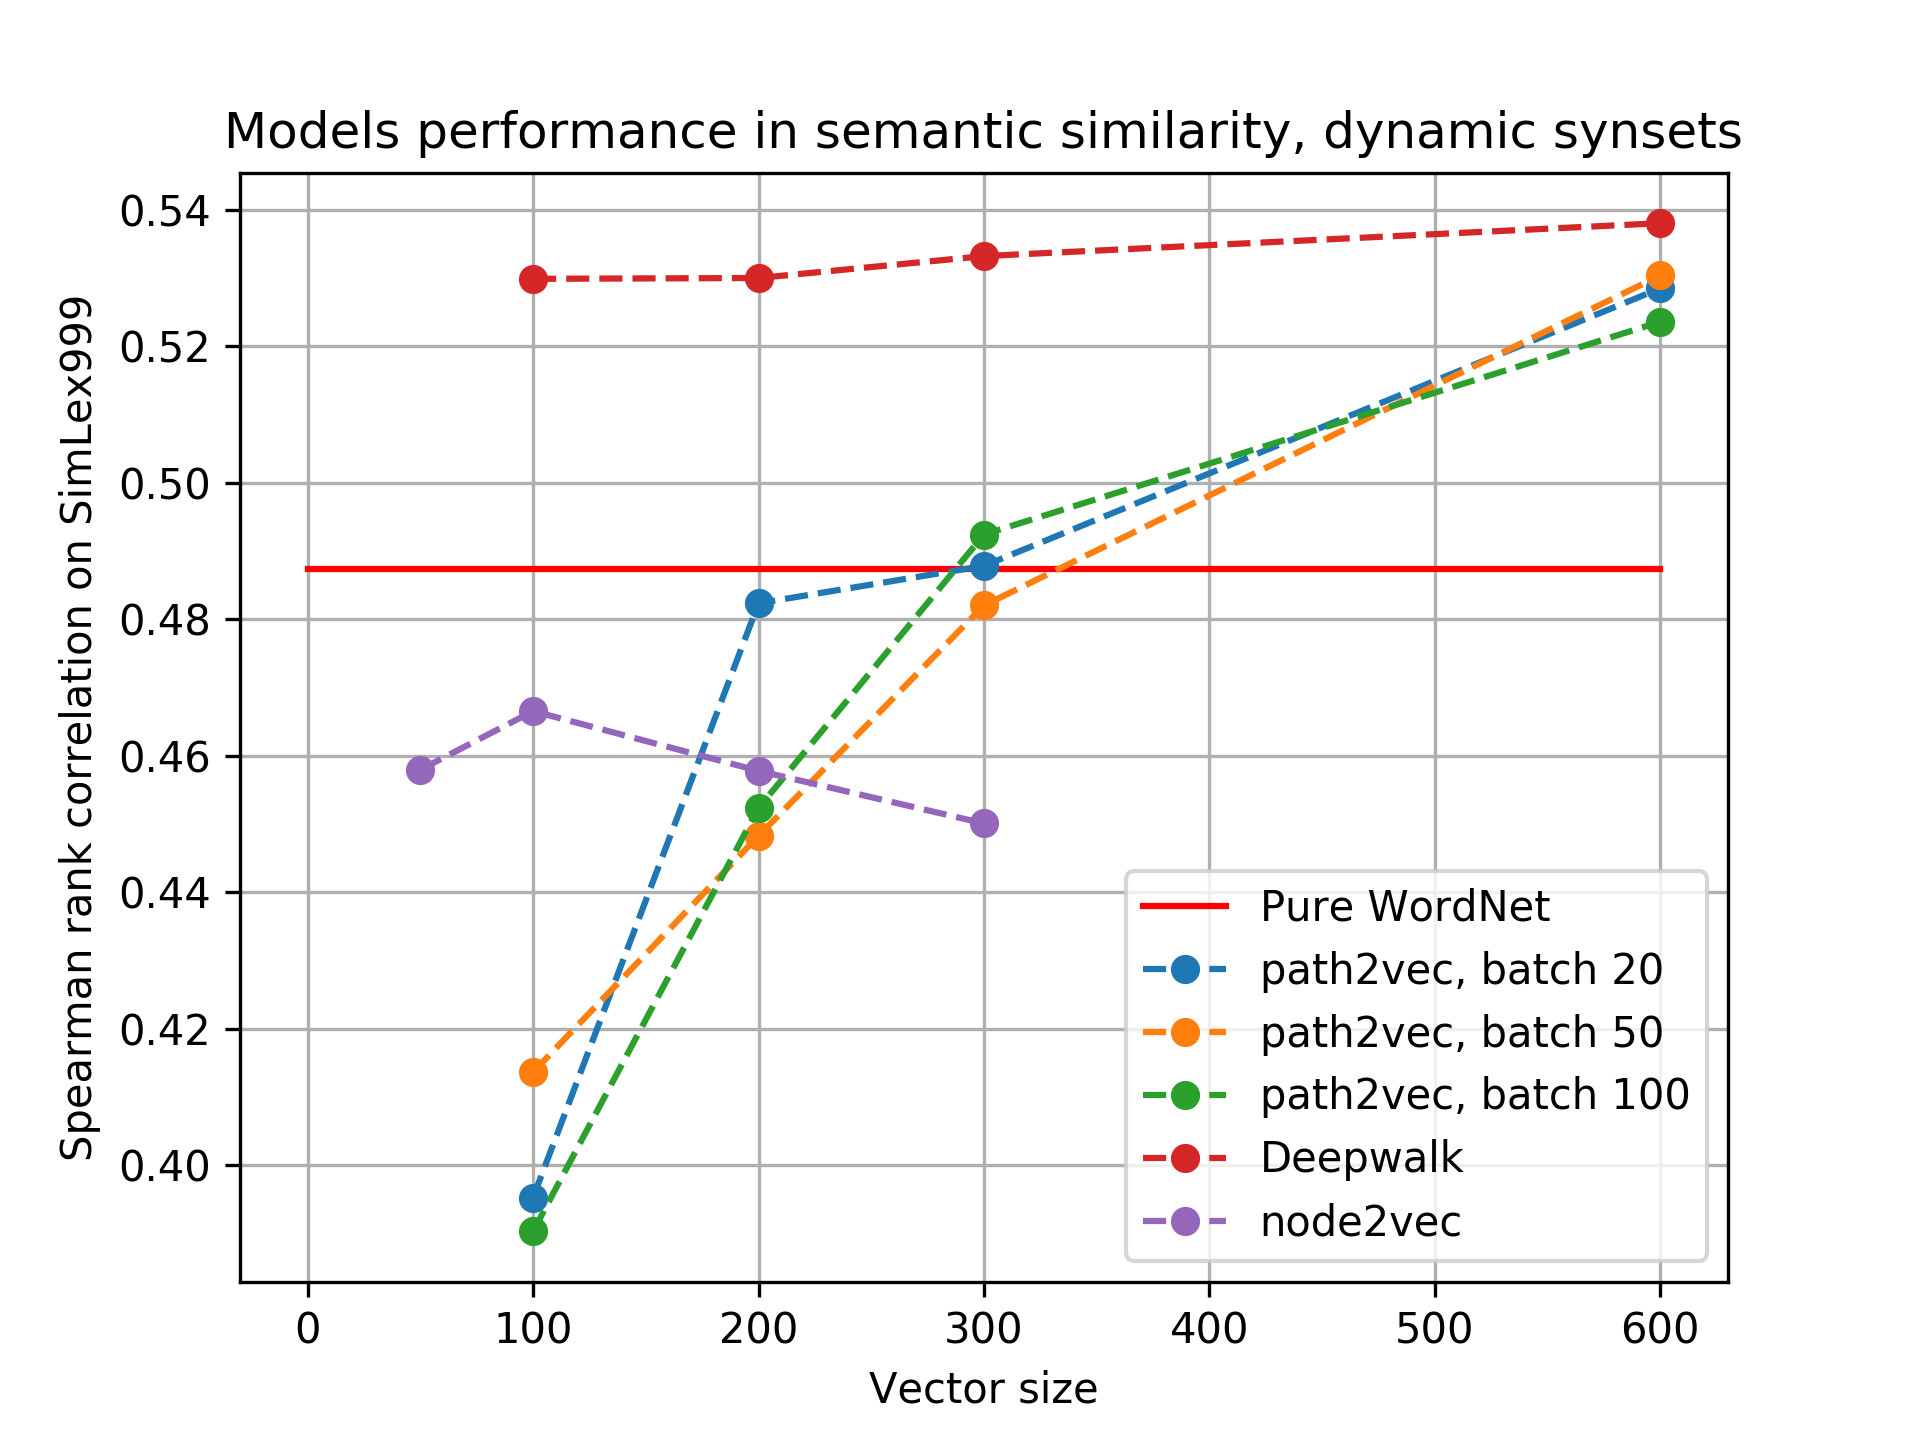 Models performance in semantic similarity, dynamic synsets
Spearman rank correlation on SimLex999
0.54
0.52
0.50
0.48
0.46
0.44
0.42
0.40
Pure WordNet
path2vec, batch 20
path2vec, batch 50
path2vec, batch 100
Deepwalk
node2vec
0 100 200 300 400 500 600
Vector size